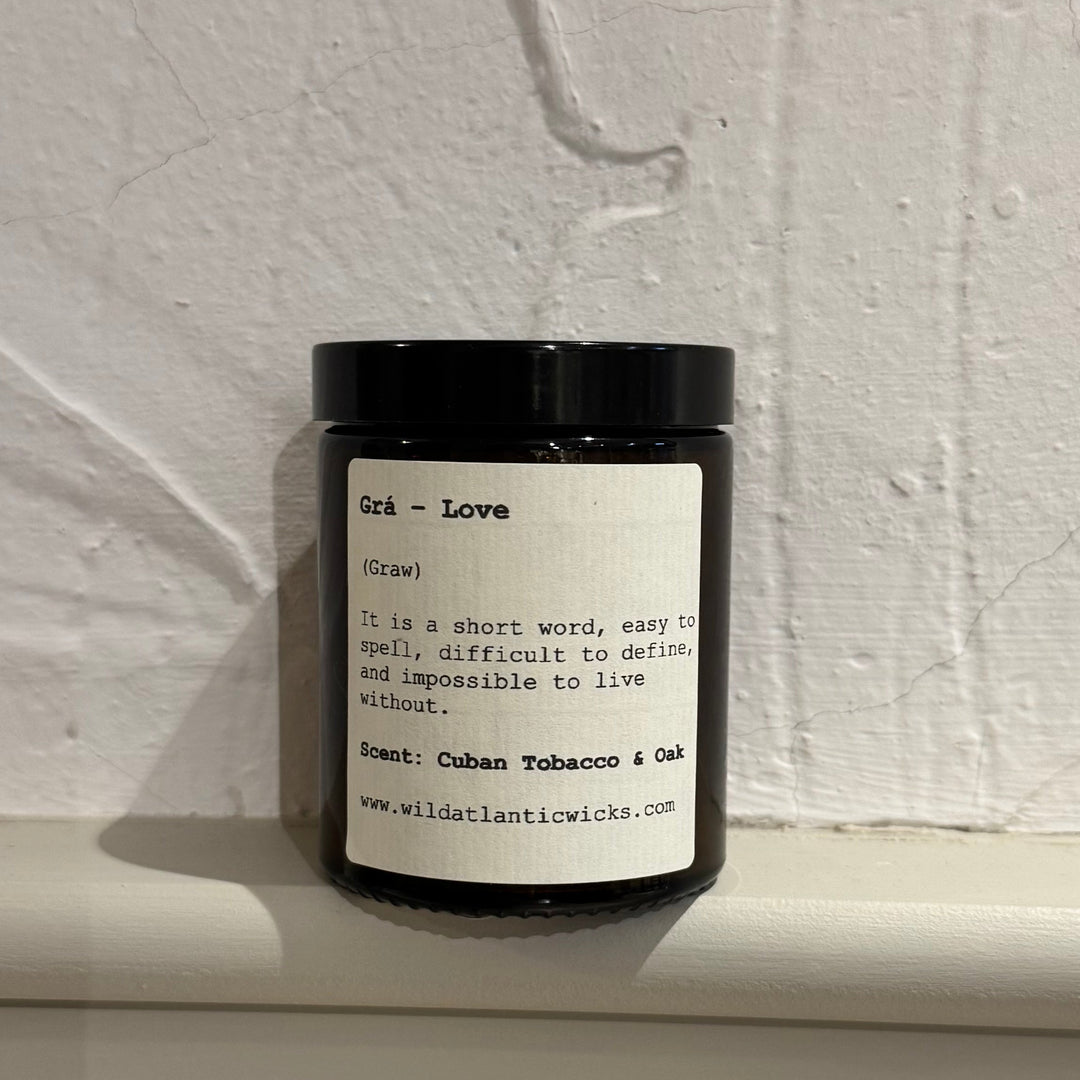 Grá - Love
(Graw)
It is a short word, easy to
spell, difficult to define,
and impossible to live
without.
Scent: Cuban Tobacco & Oak
www.wildatlanticwicks.com